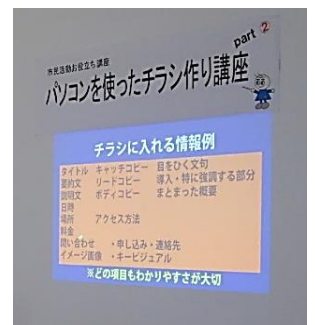 市民活動お役立ち講座
パソコンを使ったチラシ作り講座
part ②
チラシに入れる情報例
タイトル キャッチコピー 目をひく文句
要約文 リードコピー 導入・特に強調する部分
説明文 ボディコピー まとまった概要
日時
場所 アクセス方法
料金
問い合わせ ・申し込み・連絡先
イメージ画像 ・キービジュアル
※どの項目もわかりやすさが大切